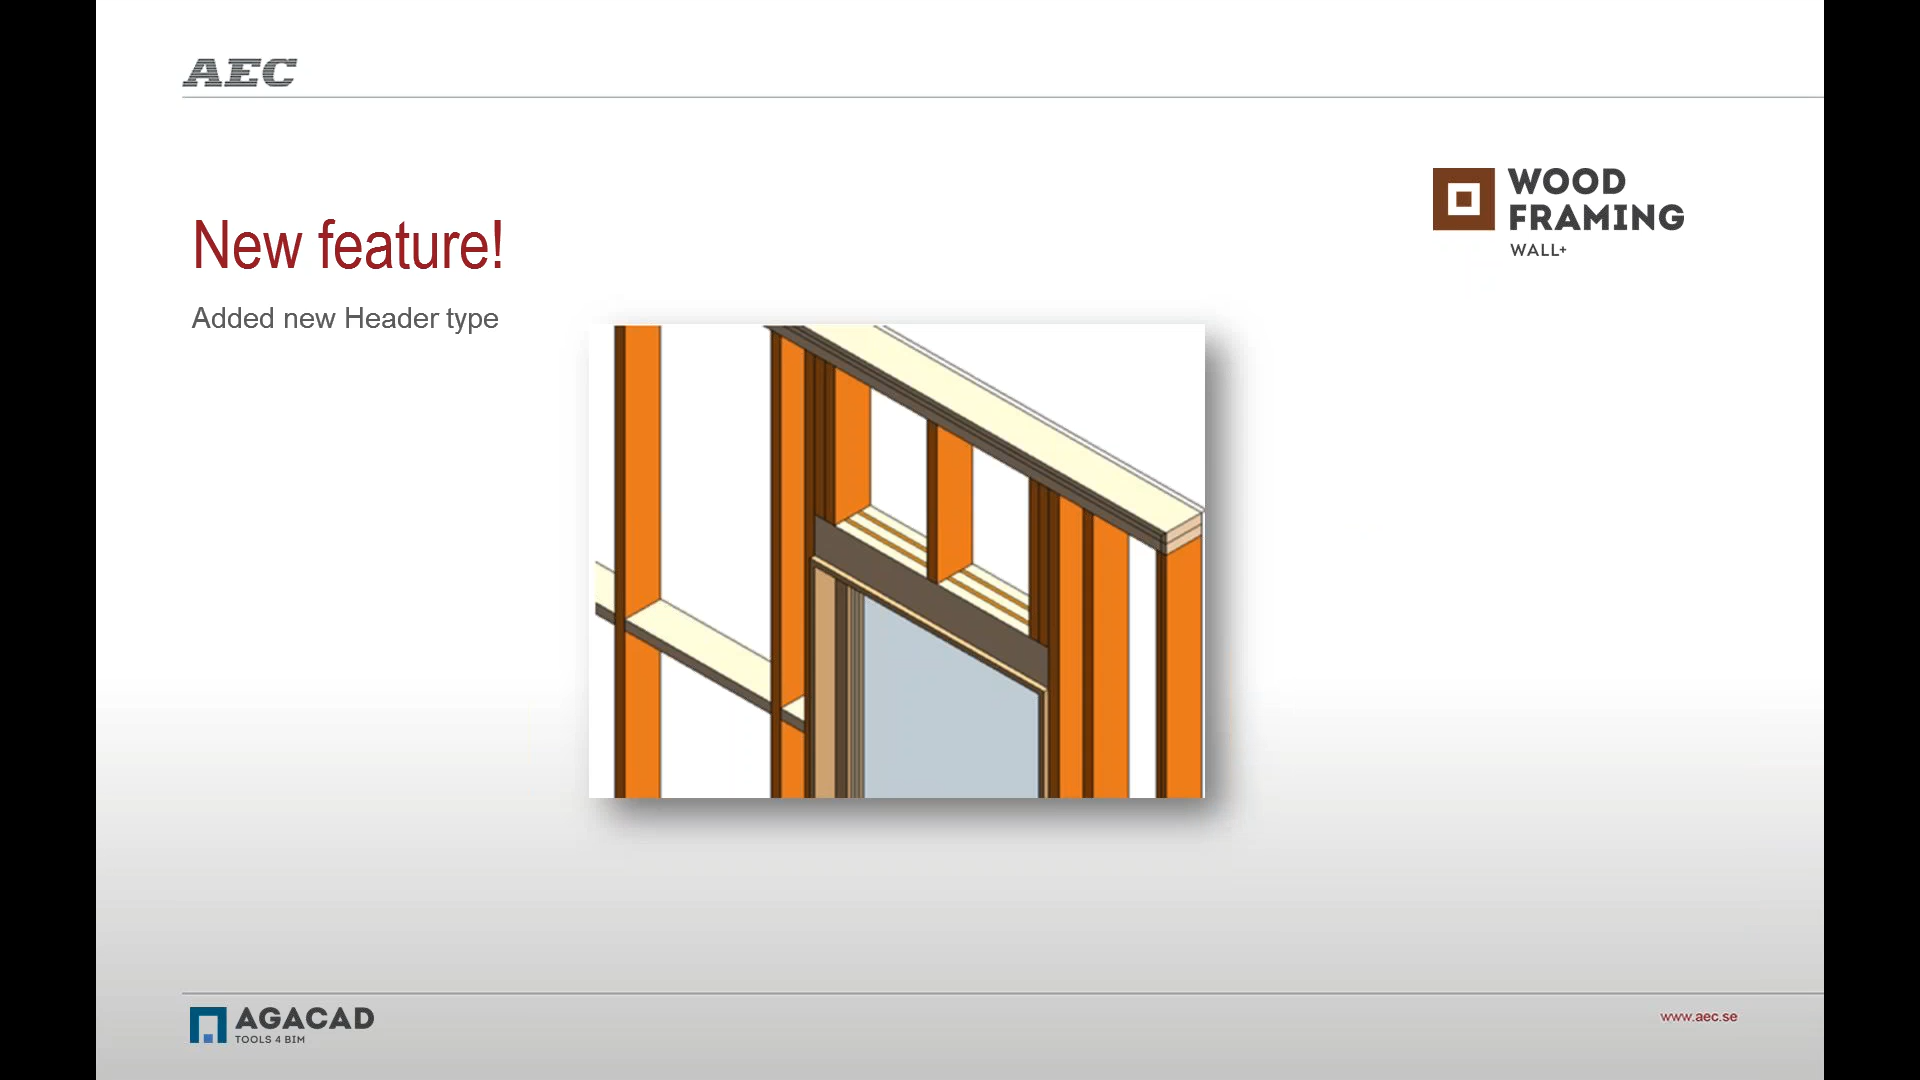 AEC
WOOD
FRAMING
WALL+
New feature!
Added new Header type
AGACAD
TOOLS 4 BIM
www.aec.se